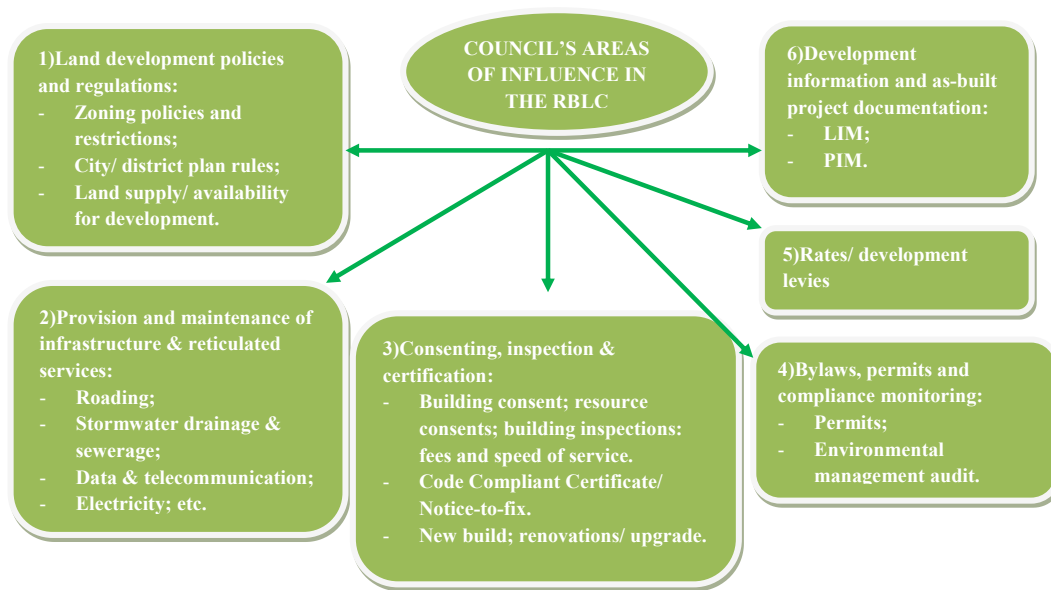 COUNCIL'S AREAS
OF INFLUENCE IN
THE RBLC
1)Land development policies
and regulations:
- Zoning policies and
restrictions;
- City/ district plan rules;
- Land supply/ availability
for development.
2)Provision and maintenance of
infrastructure & reticulated
services:
- Roading;
- Stormwater drainage &
sewerage;
- Data & telecommunication;
- Electricity; etc.
3)Consenting, inspection &
certification:
- Building consent; resource
consents; building inspections:
fees and speed of service.
- Code Compliant Certificate/
Notice-to-fix.
- New build; renovations/ upgrade.
4)Bylaws, permits and
compliance monitoring:
- Permits;
- Environmental
management audit.
5)Rates/ development
levies
6)Development
information and as-built
project documentation:
- LIM;
- PIM.